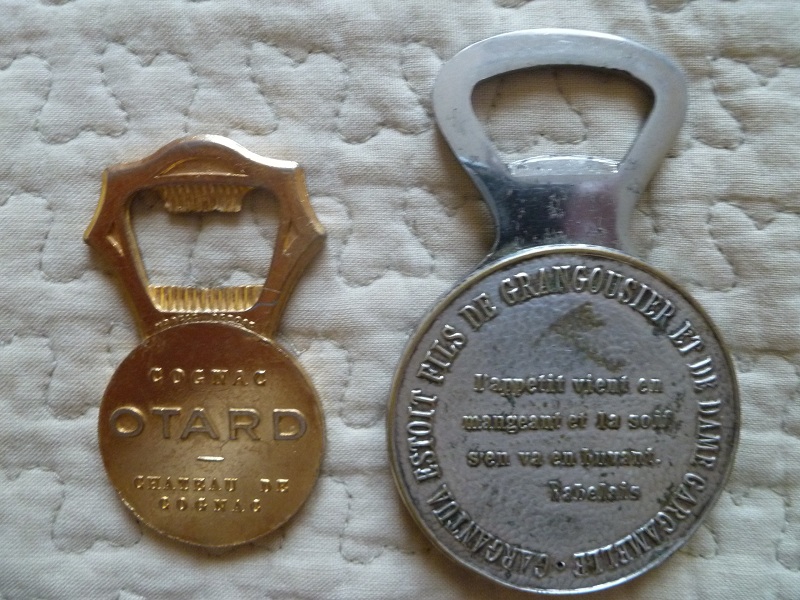 COGNAC
OTARD
CHATEAU DE
COGNAC
GARGANTUA ESTOIT FILS DE GRANGOUSIER ET DE DAME GARGAMELLE
L'appetit vient en
mangeant et la soif
s'en va en buvant.
Rabelais